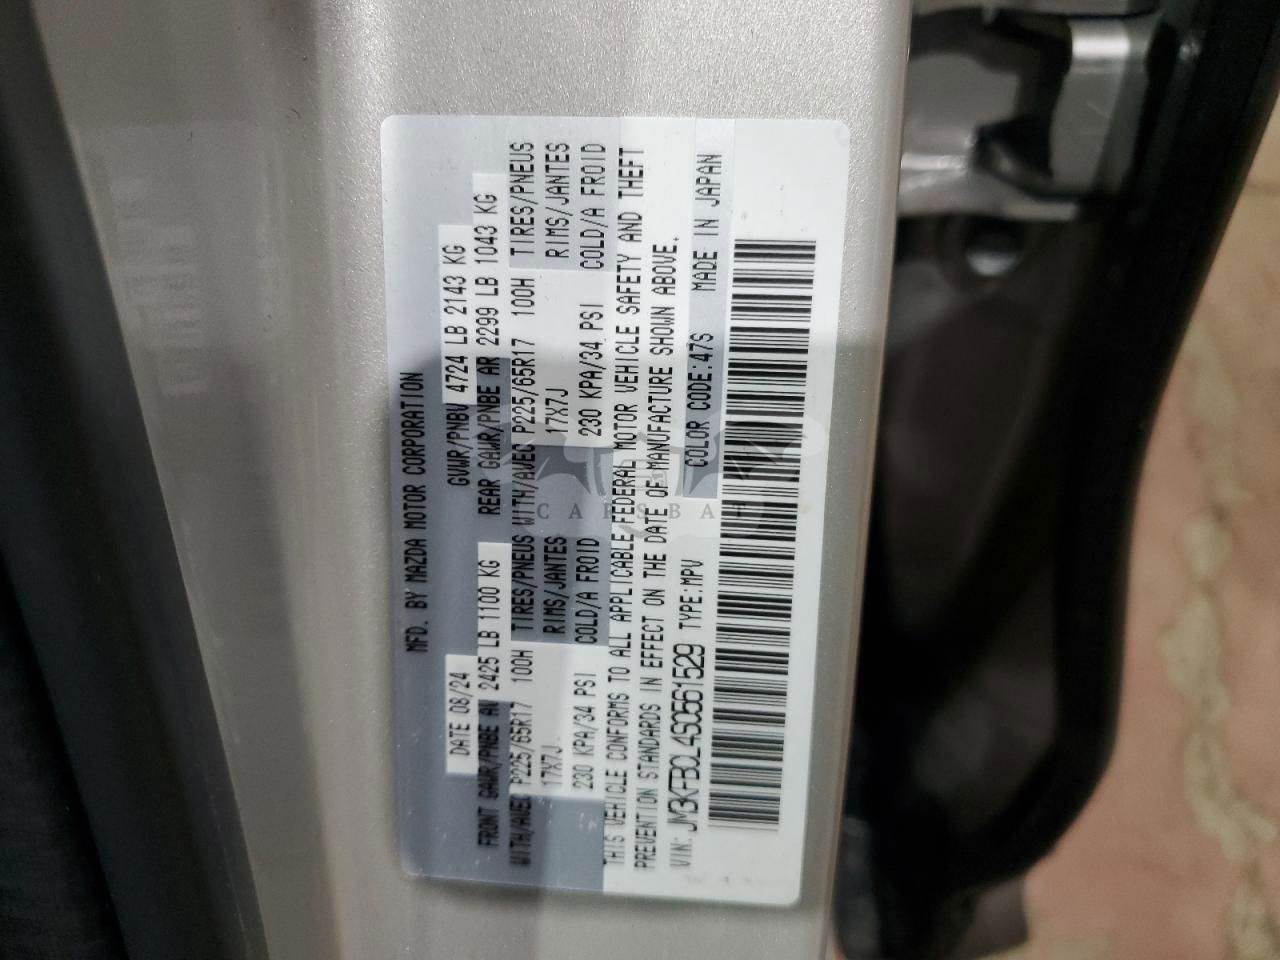 MFD. BY MAZDA MOTOR CORPORATION
DATE 08/24 GVWR/PNBV 4724 LB 2143 KG
FRONT GAWR/PNBE AV 2425 LB 1100 KG REAR GAWR/PNBE AR 2299 LB 1043 KG
WITH/AVEC P225/65R17 100H TIRES/PNEUS WITH/AVEC P225/65R17 100H TIRES/PNEUS
17X7J RIMS/JANTES 17X7J RIMS/JANTES
230 KPA/34 PSI COLD/A FROID 230 KPA/34 PSI COLD/A FROID
THIS VEHICLE CONFORMS TO ALL APPLICABLE FEDERAL MOTOR VEHICLE SAFETY AND THEFT
PREVENTION STANDARDS IN EFFECT ON THE DATE OF MANUFACTURE SHOWN ABOVE.
VIN: JM3KFBCL4S0561529 TYPE:MPV COLOR CODE:47S MADE IN JAPAN
CARSBAT